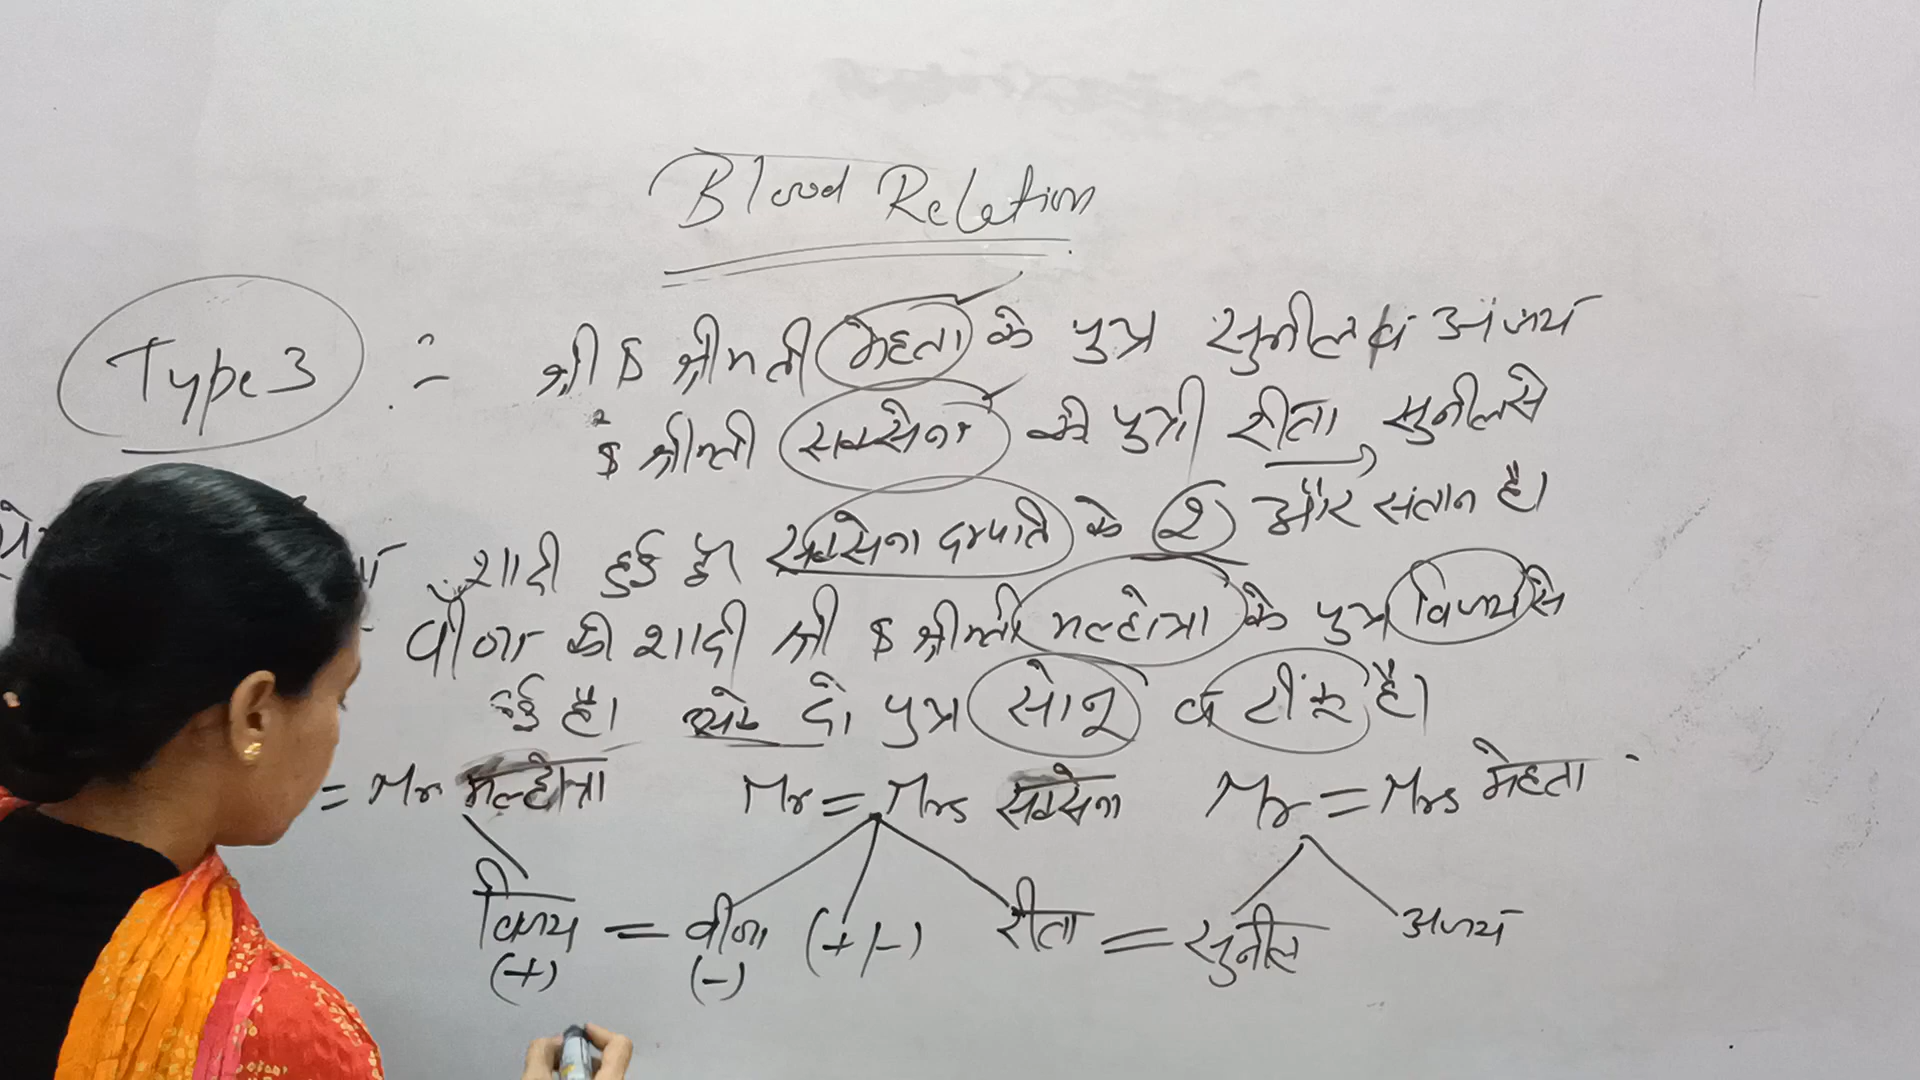 Blood Relation
Type 3 :- श्री & श्रीमती मेहता के पुत्र सुनील व अजय
& श्रीमती सक्सेना की पुत्री रीता, सुनील से
शादी हुई है। सक्सेना दम्पति के 2 और संतान है।
वीना की शादी श्री & श्रीमती मल्होत्रा के पुत्र विजय से
हुई है। दो पुत्र सोनू व टींकू है।
= Mr मल्होत्रा Mr = Mrs सक्सेना Mr = Mrs मेहता
विजय = वीना (+/-) रीता = सुनील अजय
(+) (-)